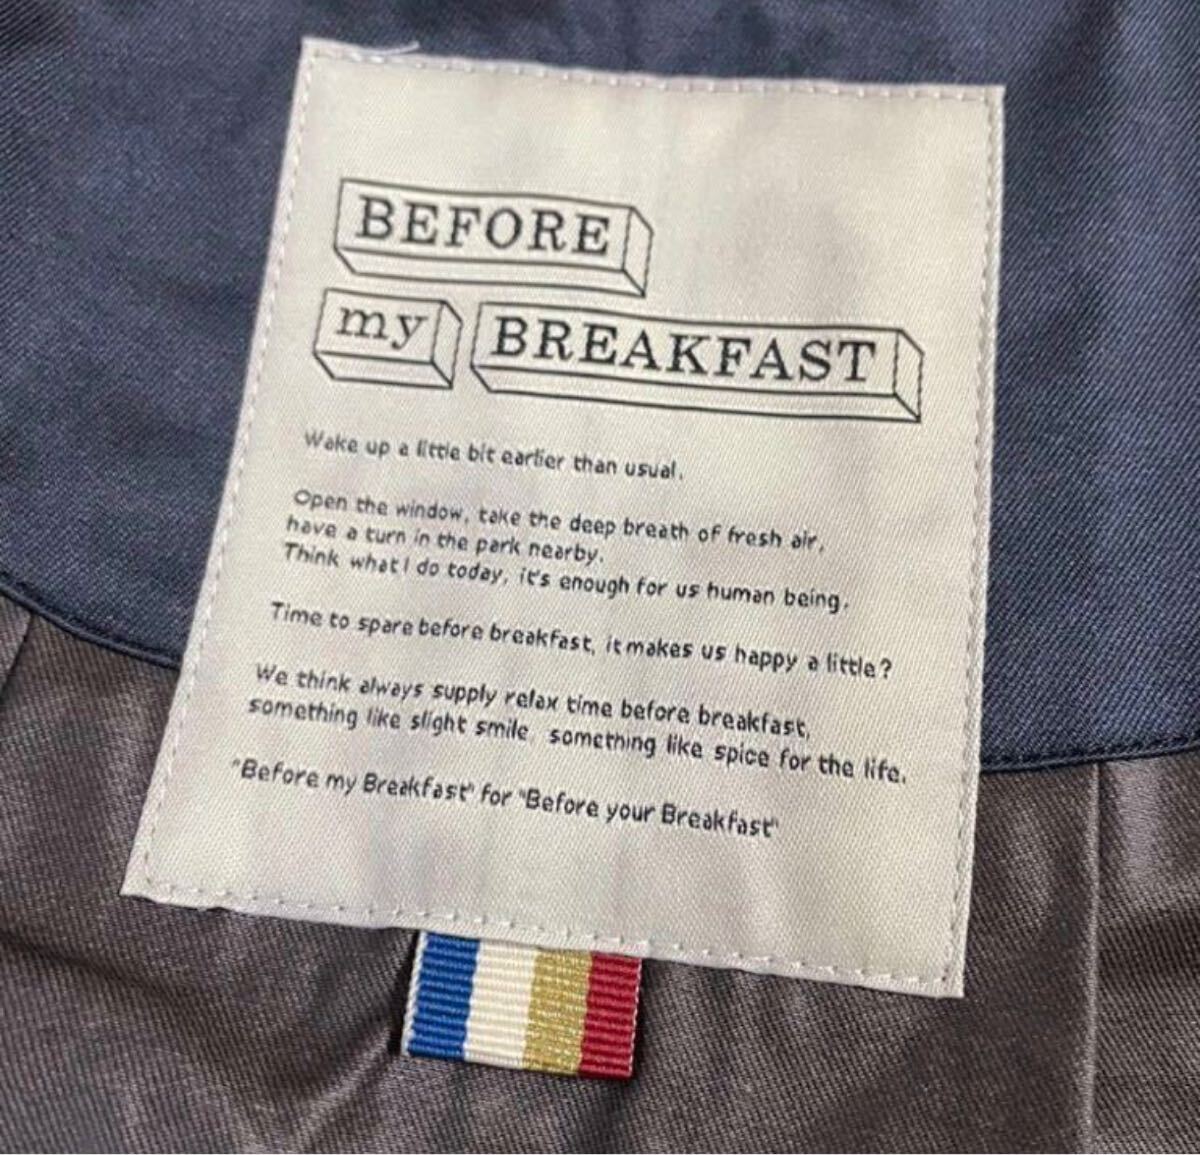 BEFORE
my BREAKFAST
Wake up a little bit earlier than usual.
Open the window, take the deep breath of fresh air,
have a turn in the park nearby.
Think what I do today, it's enough for us human being.
Time to spare before breakfast, it makes us happy a little?
We think always supply relax time before breakfast,
something like slight smile, something like spice for the life.
"Before my Breakfast" for "Before your Breakfast"